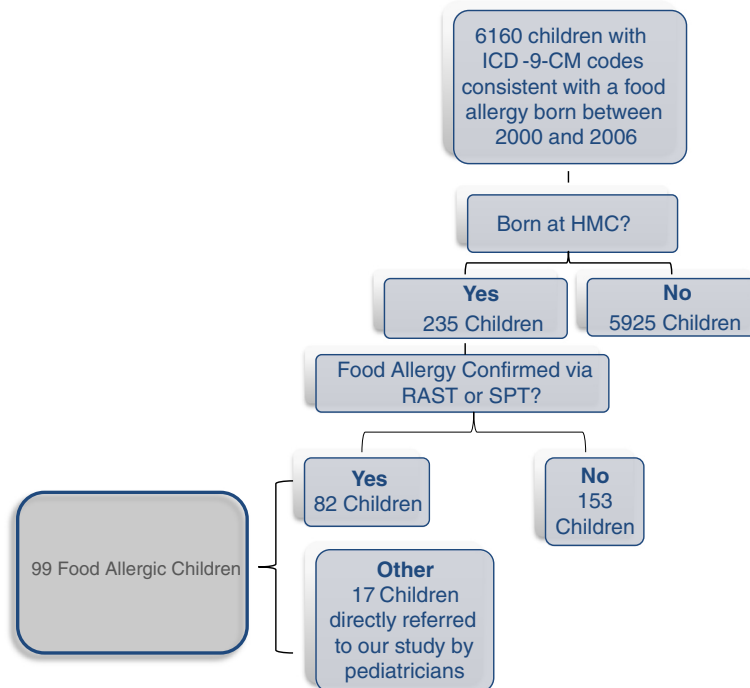 6160 children with
ICD -9-CM codes
consistent with a food
allergy born between
2000 and 2006
Born at HMC?
Yes
235 Children
No
5925 Children
Food Allergy Confirmed via
RAST or SPT?
Yes
82 Children
No
153
Children
99 Food Allergic Children
Other
17 Children
directly referred
to our study by
pediatricians